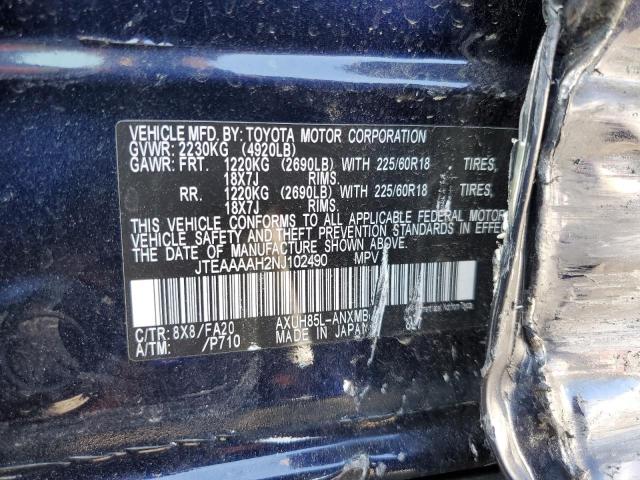 VEHICLE MFD. BY: TOYOTA MOTOR CORPORATION
GVWR: 2230KG (4920LB)
GAWR: FRT. 1220KG (2690LB) WITH 225/60R18 TIRES,
18X7J RIMS
RR. 1220KG (2690LB) WITH 225/60R18 TIRES,
18X7J RIMS
THIS VEHICLE CONFORMS TO ALL APPLICABLE FEDERAL MOTOR
VEHICLE SAFETY AND THEFT PREVENTION STANDARDS IN EFFE
THE DATE OF MANUFACTURE SHOWN ABOVE.
JTEAAAAH2NJ102490 MPV
C/TR: 8X8/FA20 AXUH85L-ANXMB
A/TM: /P710 MADE IN JAPAN